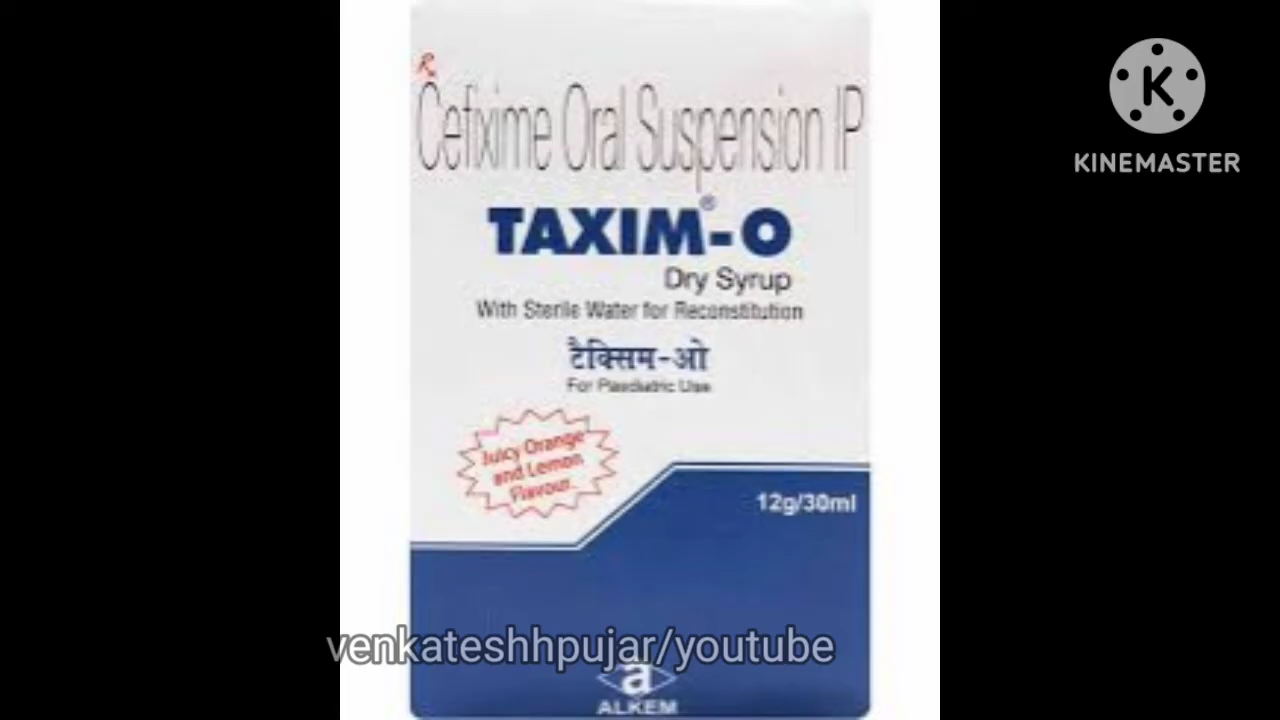 Rx
Cefixime Oral Suspension IP
TAXIM®-O
Dry Syrup
With Sterile Water for Reconstitution
टैक्सिम-ओ
For Paediatric Use
Juicy Orange
and Lemon
Flavour
12g/30ml
venkateshhpujar/youtube
a
ALKEM
K
KINEMASTER